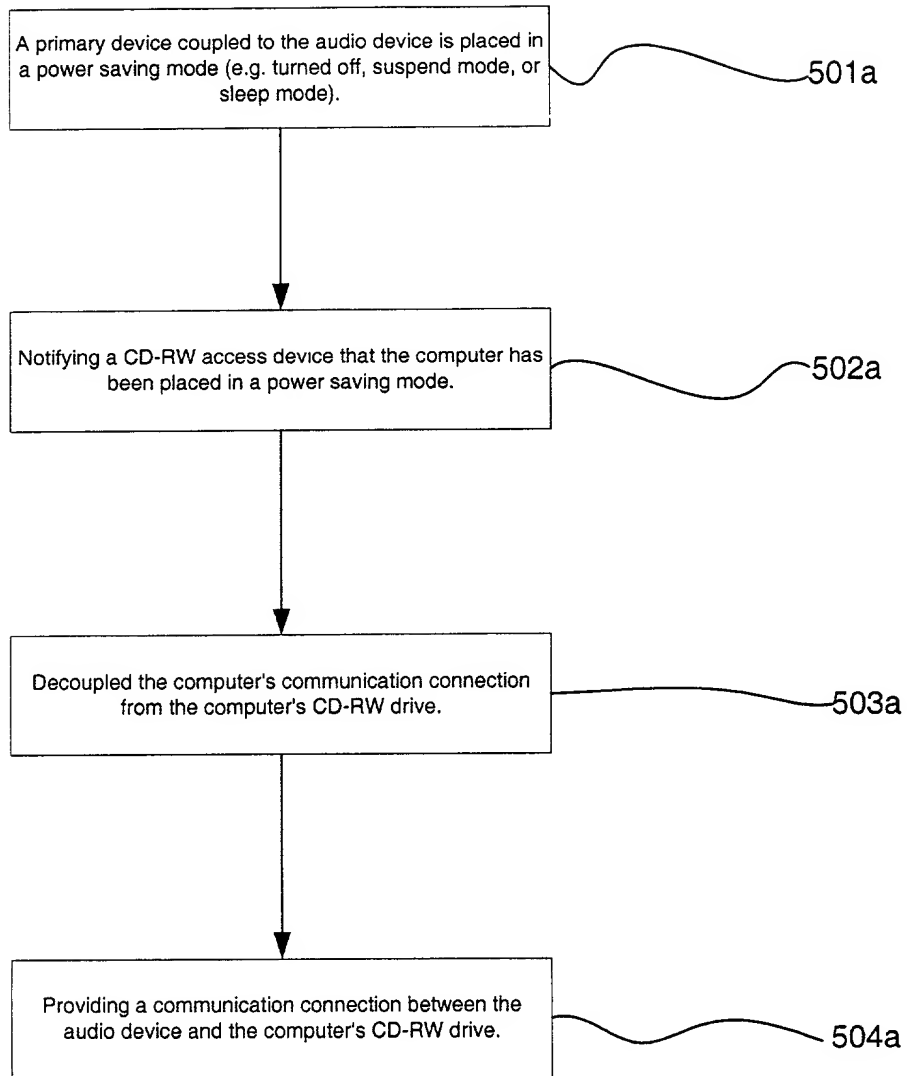 A primary device coupled to the audio device is placed in
a power saving mode (e.g. turned off, suspend mode, or
sleep mode).
501a
Notifying a CD-RW access device that the computer has
been placed in a power saving mode.
502a
Decoupled the computer's communication connection
from the computer's CD-RW drive.
503a
Providing a communication connection between the
audio device and the computer's CD-RW drive.
504a